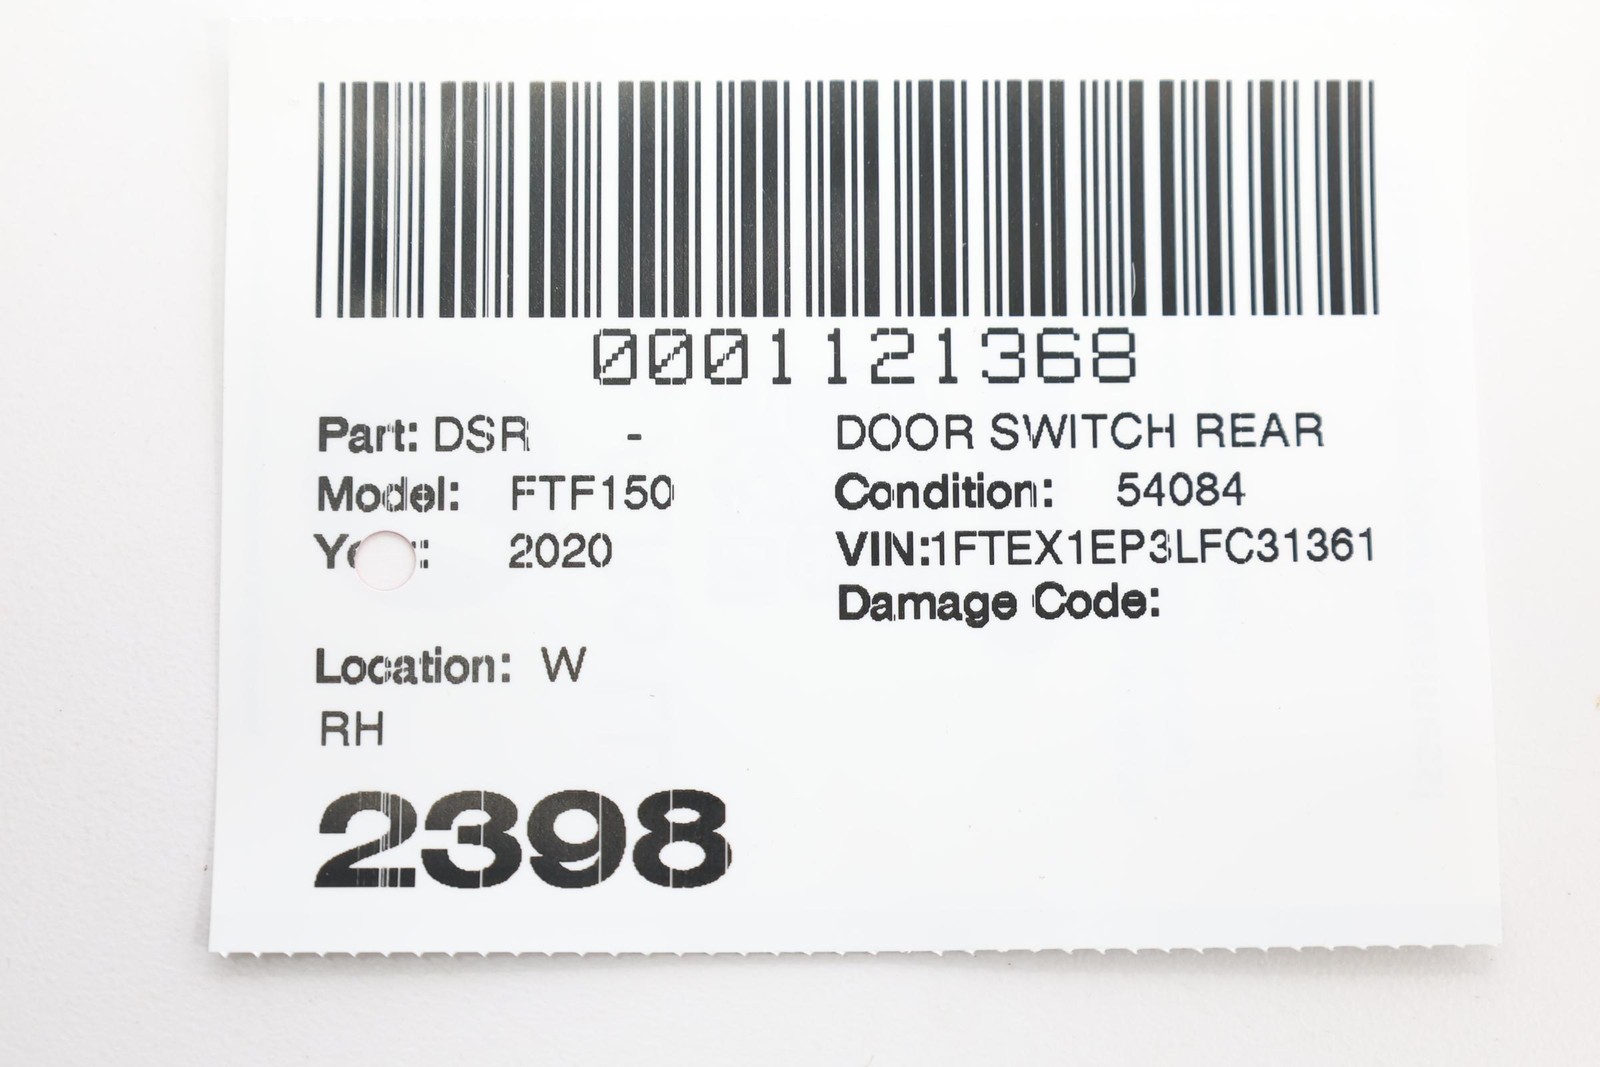 0001121368
Part: DSR - DOOR SWITCH REAR
Model: FTF150 Condition: 54084
2020 VIN:1FTEX1EP3LFC31361
Damage Code:
Location: W
RH
2398